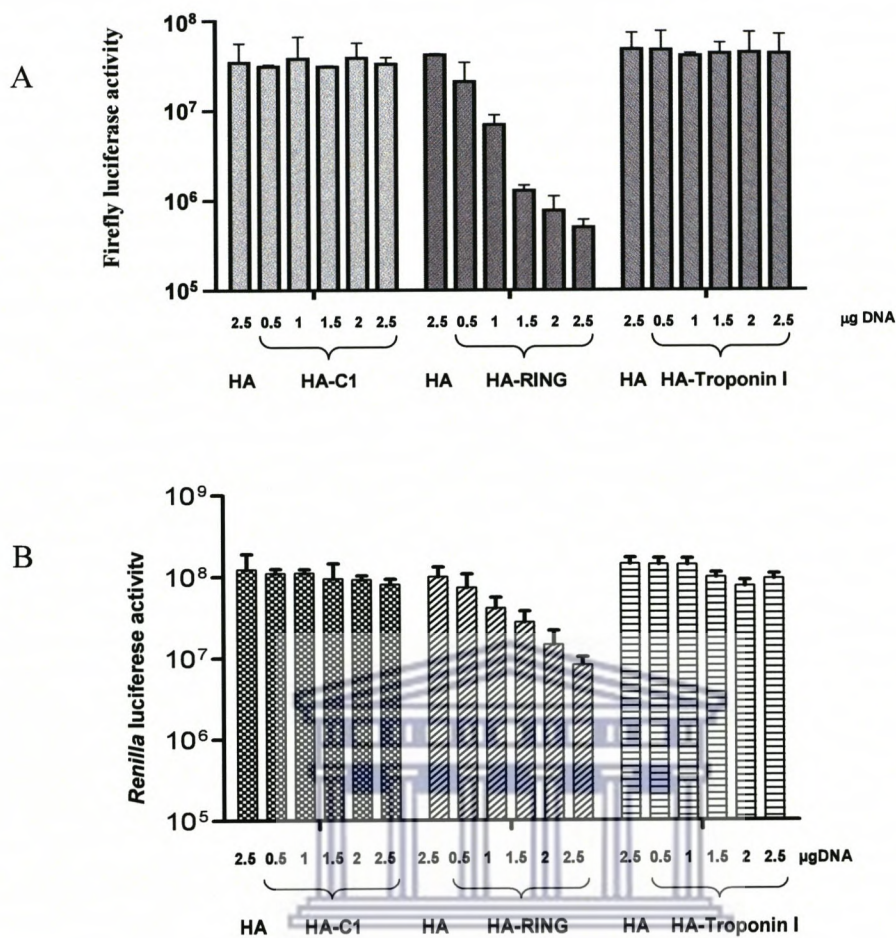 A
Firefly luciferase activity
10⁸
10⁷
10⁶
10⁵
2.5 0.5 1 1.5 2 2.5 2.5 0.5 1 1.5 2 2.5 2.5 0.5 1 1.5 2 2.5 µg DNA
HA HA-C1 HA HA-RING HA HA-Troponin I
B
Renilla luciferese activity
10⁹
10⁸
10⁷
10⁶
10⁵
2.5 0.5 1 1.5 2 2.5 2.5 0.5 1 1.5 2 2.5 2.5 0.5 1 1.5 2 2.5 µgDNA
HA HA-C1 HA HA-RING HA HA-Troponin I